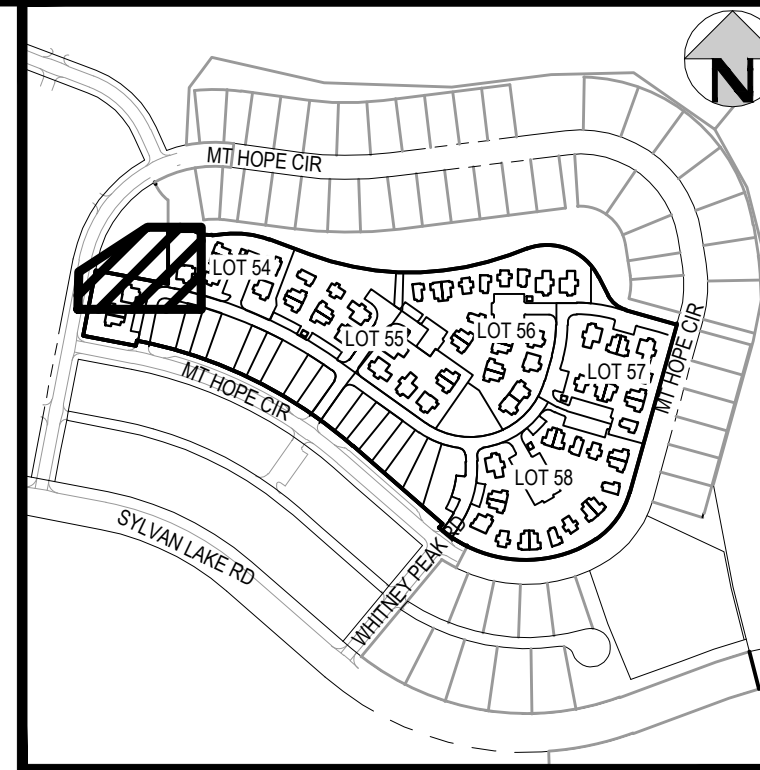 N
MT HOPE CIR
LOT 54
LOT 55
LOT 56
LOT 57
MT HOPE CIR
MT HOPE CIR
LOT 58
SYLVAN LAKE RD
WHITNEY PEAK RD